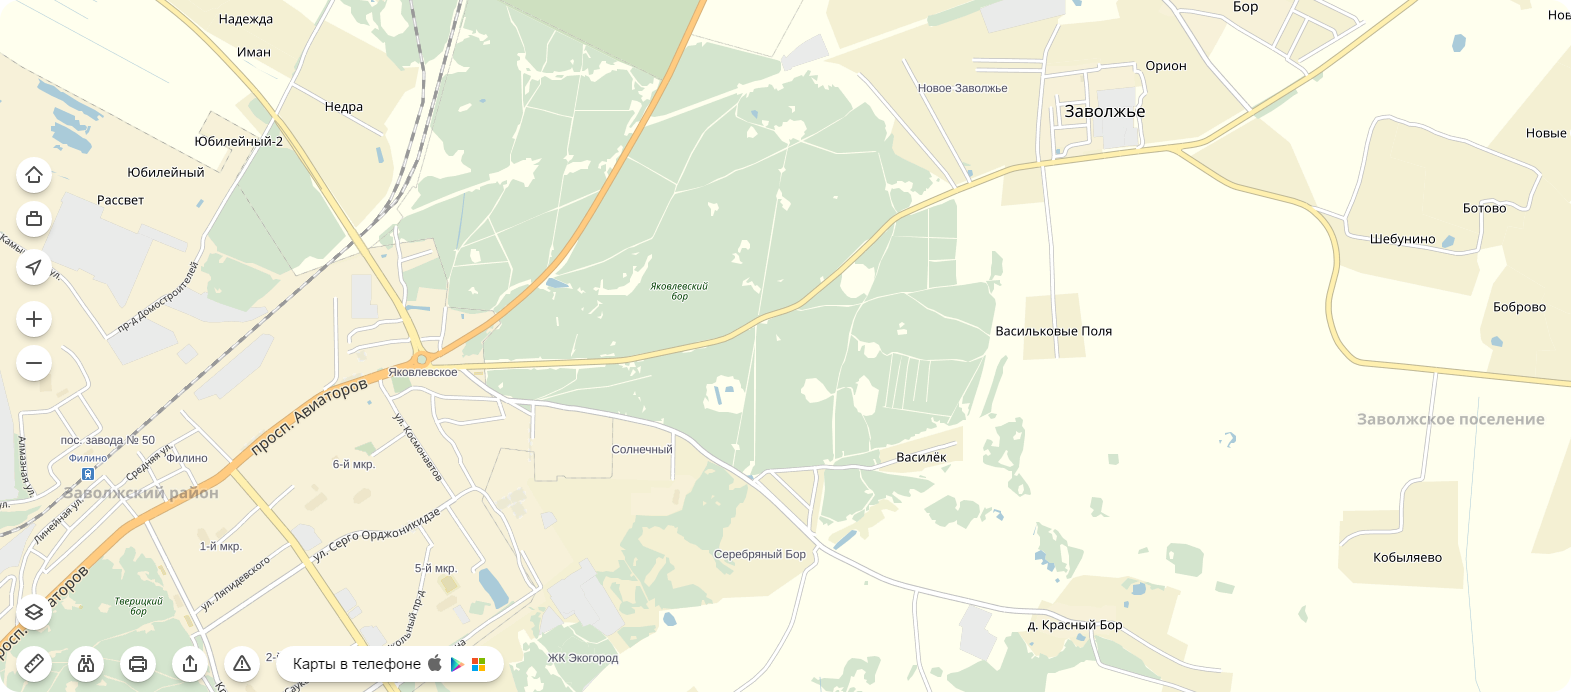 Надежда
Бор
Иман
Орион
Новое Заволжье
Недра
Заволжье
Юбилейный-2
Новые
Юбилейный
Рассвет
Ботово
Шебунино
пр-д Домостроителей
Яковлевский
бор
Боброво
Васильковые Поля
Яковлевское
просп. Авиаторов
Заволжское поселение
ул. Космонавтов
пос. завода № 50
Солнечный
Филино
Филино
Средняя ул.
Алмазная ул.
6-й мкр.
Василёк
Заволжский район
Линейная ул.
ул. Серго Орджоникидзе
1-й мкр.
Серебряный Бор
Кобыляево
5-й мкр.
ул. Ляпидевского
Тверицкий
бор
д. Красный Бор
ЖК Экогород
Карты в телефоне